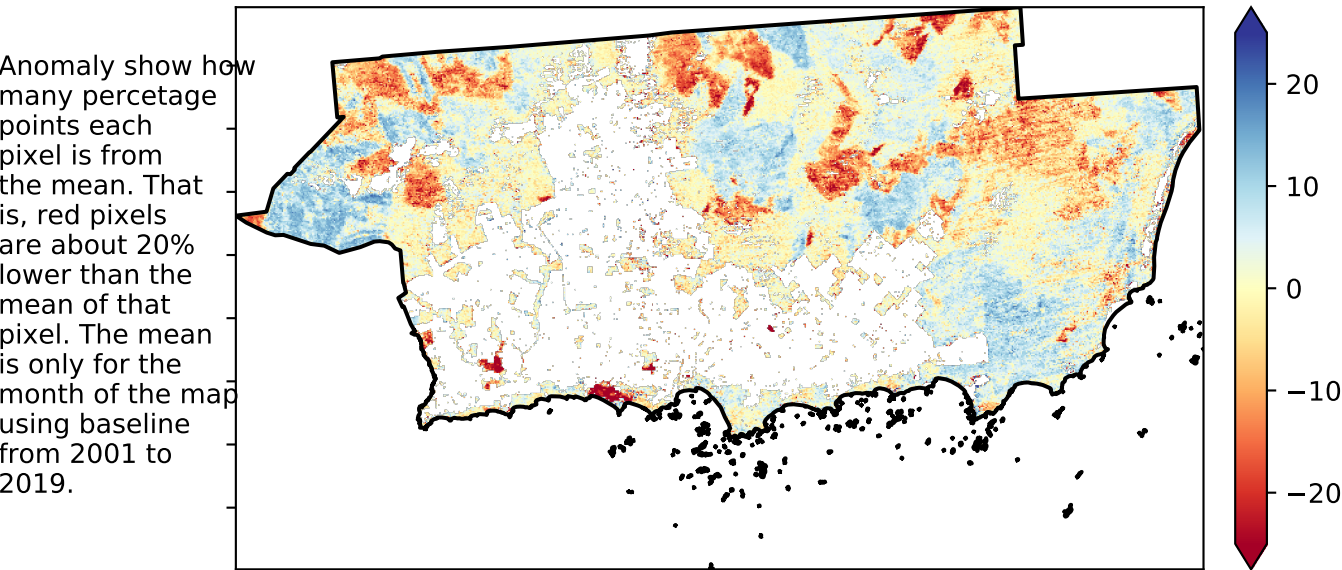 Anomaly show how
many percetage
points each
pixel is from
the mean. That
is, red pixels
are about 20%
lower than the
mean of that
pixel. The mean
is only for the
month of the map
using baseline
from 2001 to
2019.
20
10
0
−10
−20